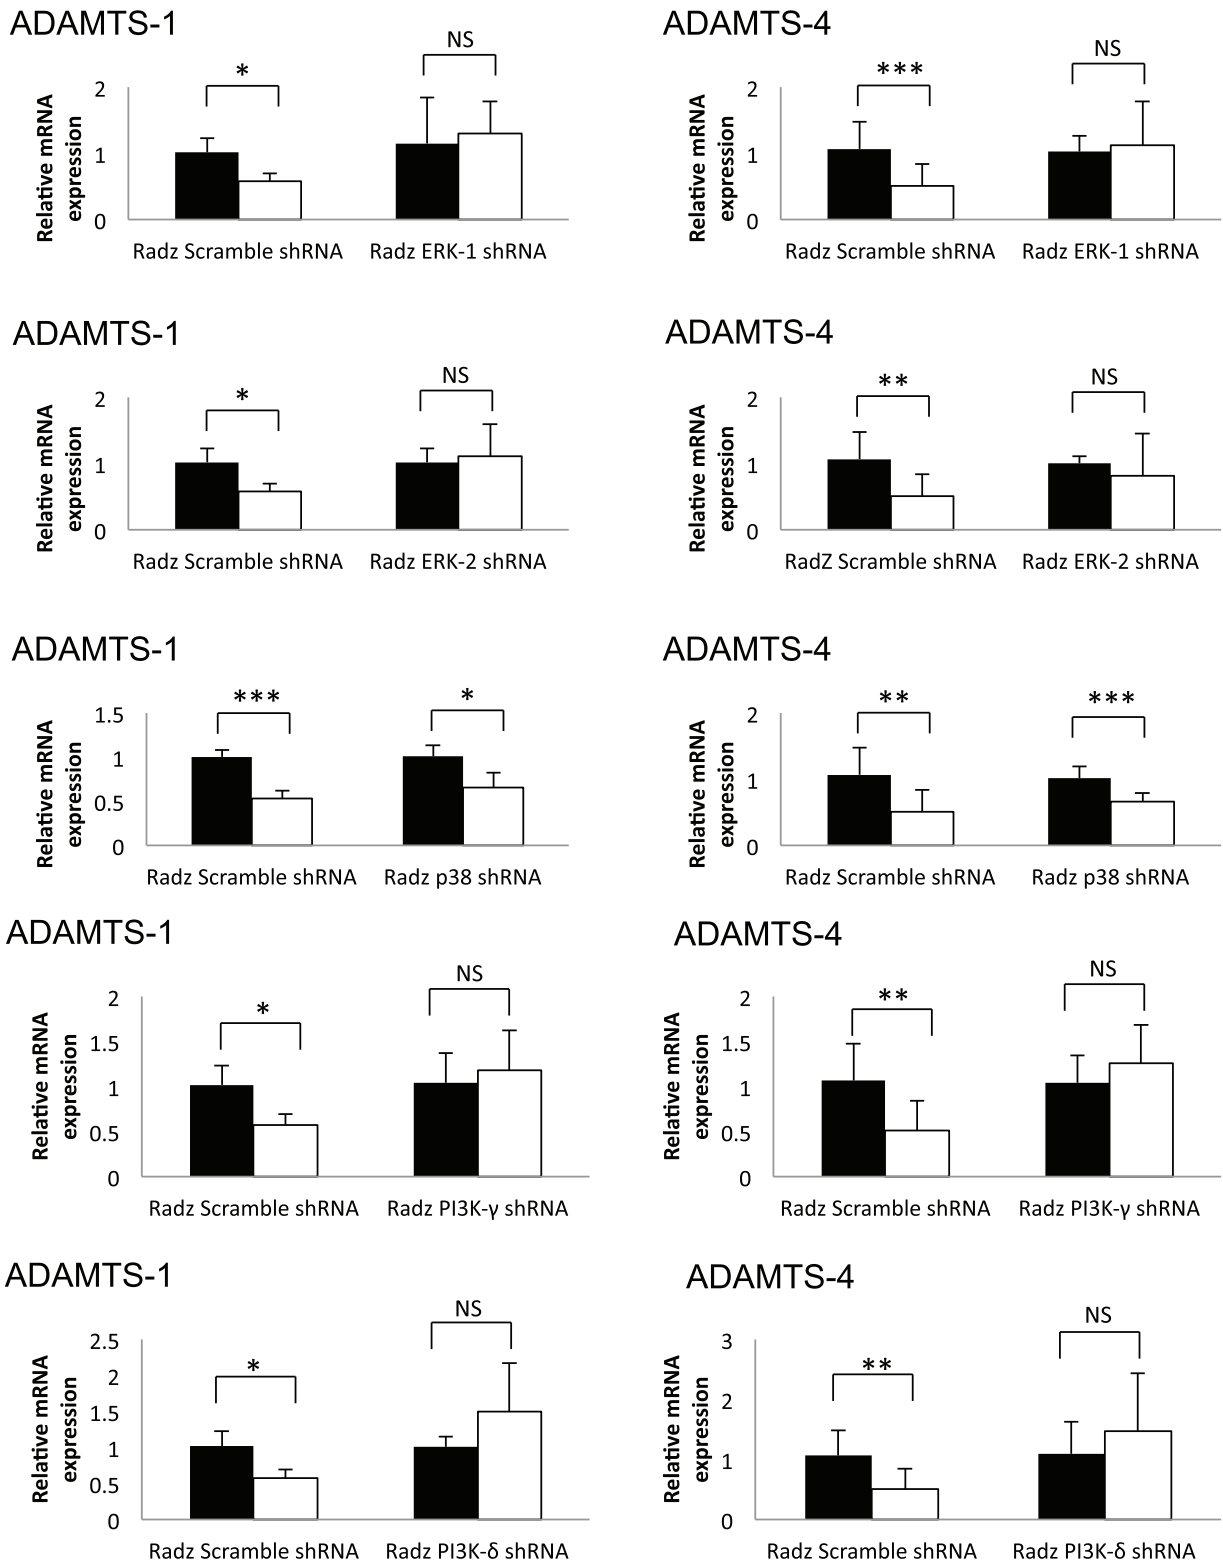 ADAMTS-1
Relative mRNA
expression
2
1
0
*
NS
Radz Scramble shRNA
Radz ERK-1 shRNA
ADAMTS-4
Relative mRNA
expression
2
1
0
***
NS
Radz Scramble shRNA
Radz ERK-1 shRNA
ADAMTS-1
Relative mRNA
expression
2
1
0
*
NS
Radz Scramble shRNA
Radz ERK-2 shRNA
ADAMTS-4
Relative mRNA
expression
2
1
0
**
NS
RadZ Scramble shRNA
Radz ERK-2 shRNA
ADAMTS-1
Relative mRNA
expression
1.5
1
0.5
0
***
*
Radz Scramble shRNA
Radz p38 shRNA
ADAMTS-4
Relative mRNA
expression
2
1
0
**
***
Radz Scramble shRNA
Radz p38 shRNA
ADAMTS-1
Relative mRNA
expression
2
1.5
1
0.5
0
*
NS
Radz Scramble shRNA
Radz PI3K-γ shRNA
ADAMTS-4
Relative mRNA
expression
2
1.5
1
0.5
0
**
NS
Radz Scramble shRNA
Radz PI3K-γ shRNA
ADAMTS-1
Relative mRNA
expression
2.5
2
1.5
1
0.5
0
*
NS
Radz Scramble shRNA
Radz PI3K-δ shRNA
ADAMTS-4
Relative mRNA
expression
3
2
1
0
**
NS
Radz Scramble shRNA
Radz PI3K-δ shRNA